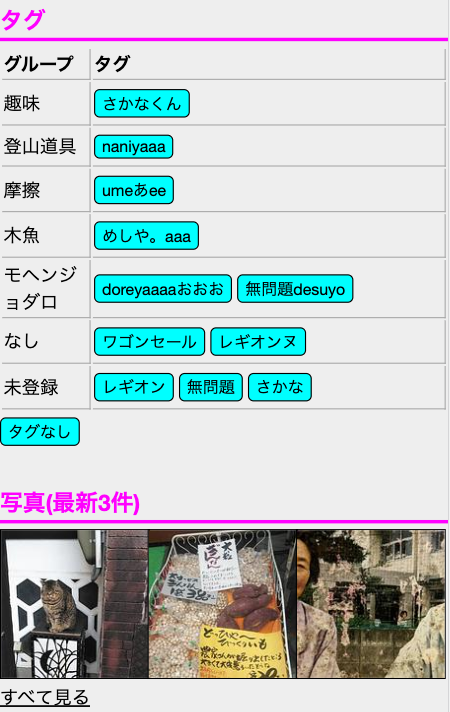 タグ
グループ タグ
趣味 さかなくん
登山道具 naniyaaa
摩擦 umeあee
木魚 めしや。aaa
モヘンジ
ョダロ doreyaaaaおおお 無問題desuyo
なし ワゴンセール レギオンヌ
未登録 レギオン 無問題 さかな
タグなし
写真(最新3件)
すべて見る